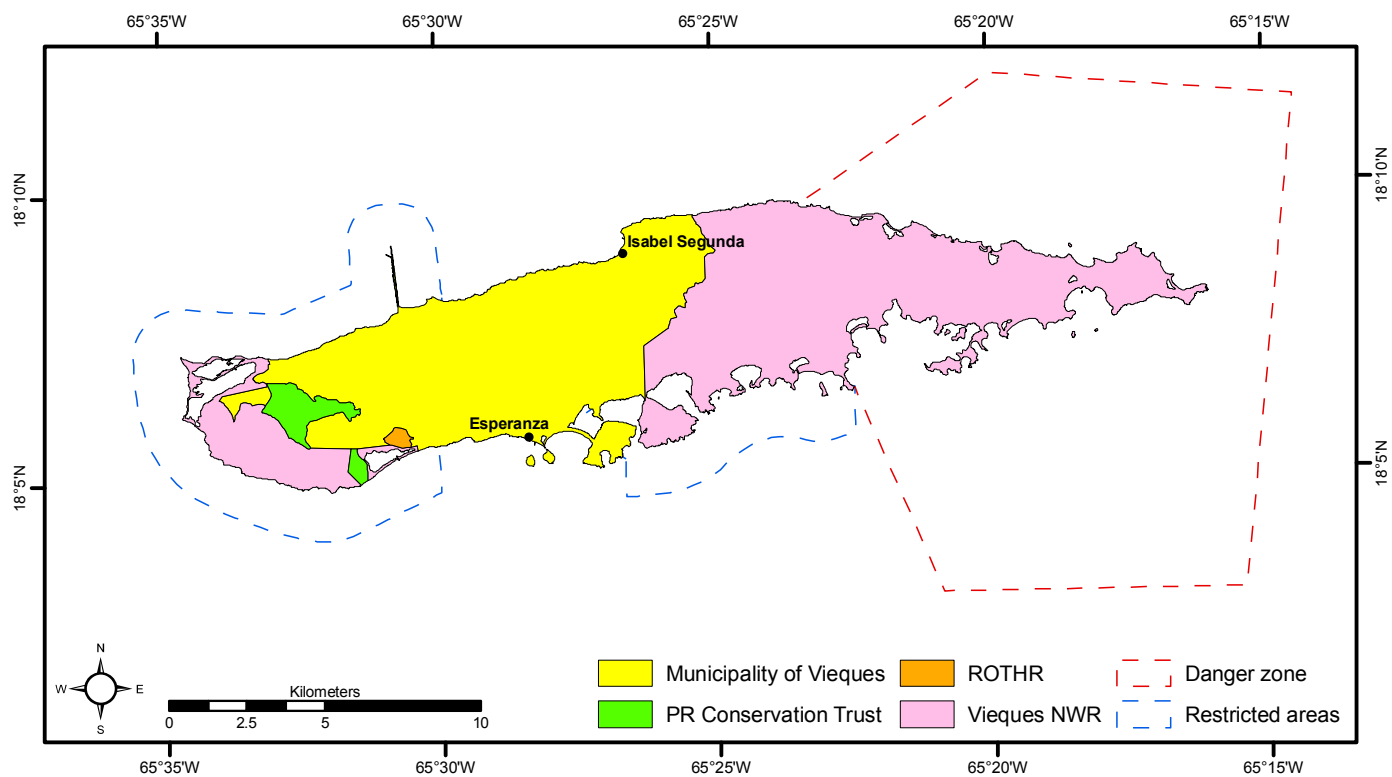 65°35'W 65°30'W 65°25'W 65°20'W 65°15'W
18°10'N
18°10'N
Isabel Segunda
Esperanza
18°5'N
18°5'N
N
W E
S
Kilometers
0 2.5 5 10
Municipality of Vieques
PR Conservation Trust
ROTHR
Vieques NWR
Danger zone
Restricted areas
65°35'W 65°30'W 65°25'W 65°20'W 65°15'W